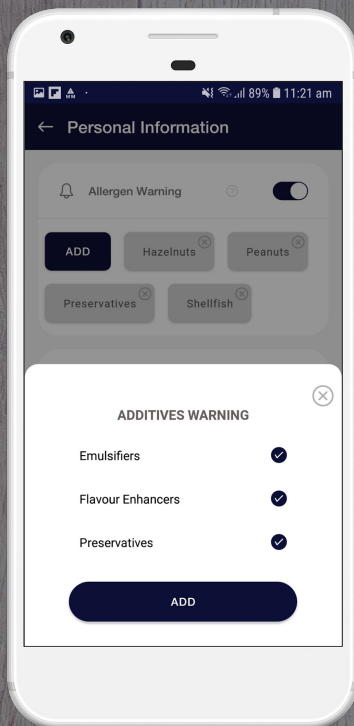 89% 11:21 am
← Personal Information
Allergen Warning ?
ADD Hazelnuts Peanuts
Preservatives Shellfish
ADDITIVES WARNING
Emulsifiers
Flavour Enhancers
Preservatives
ADD